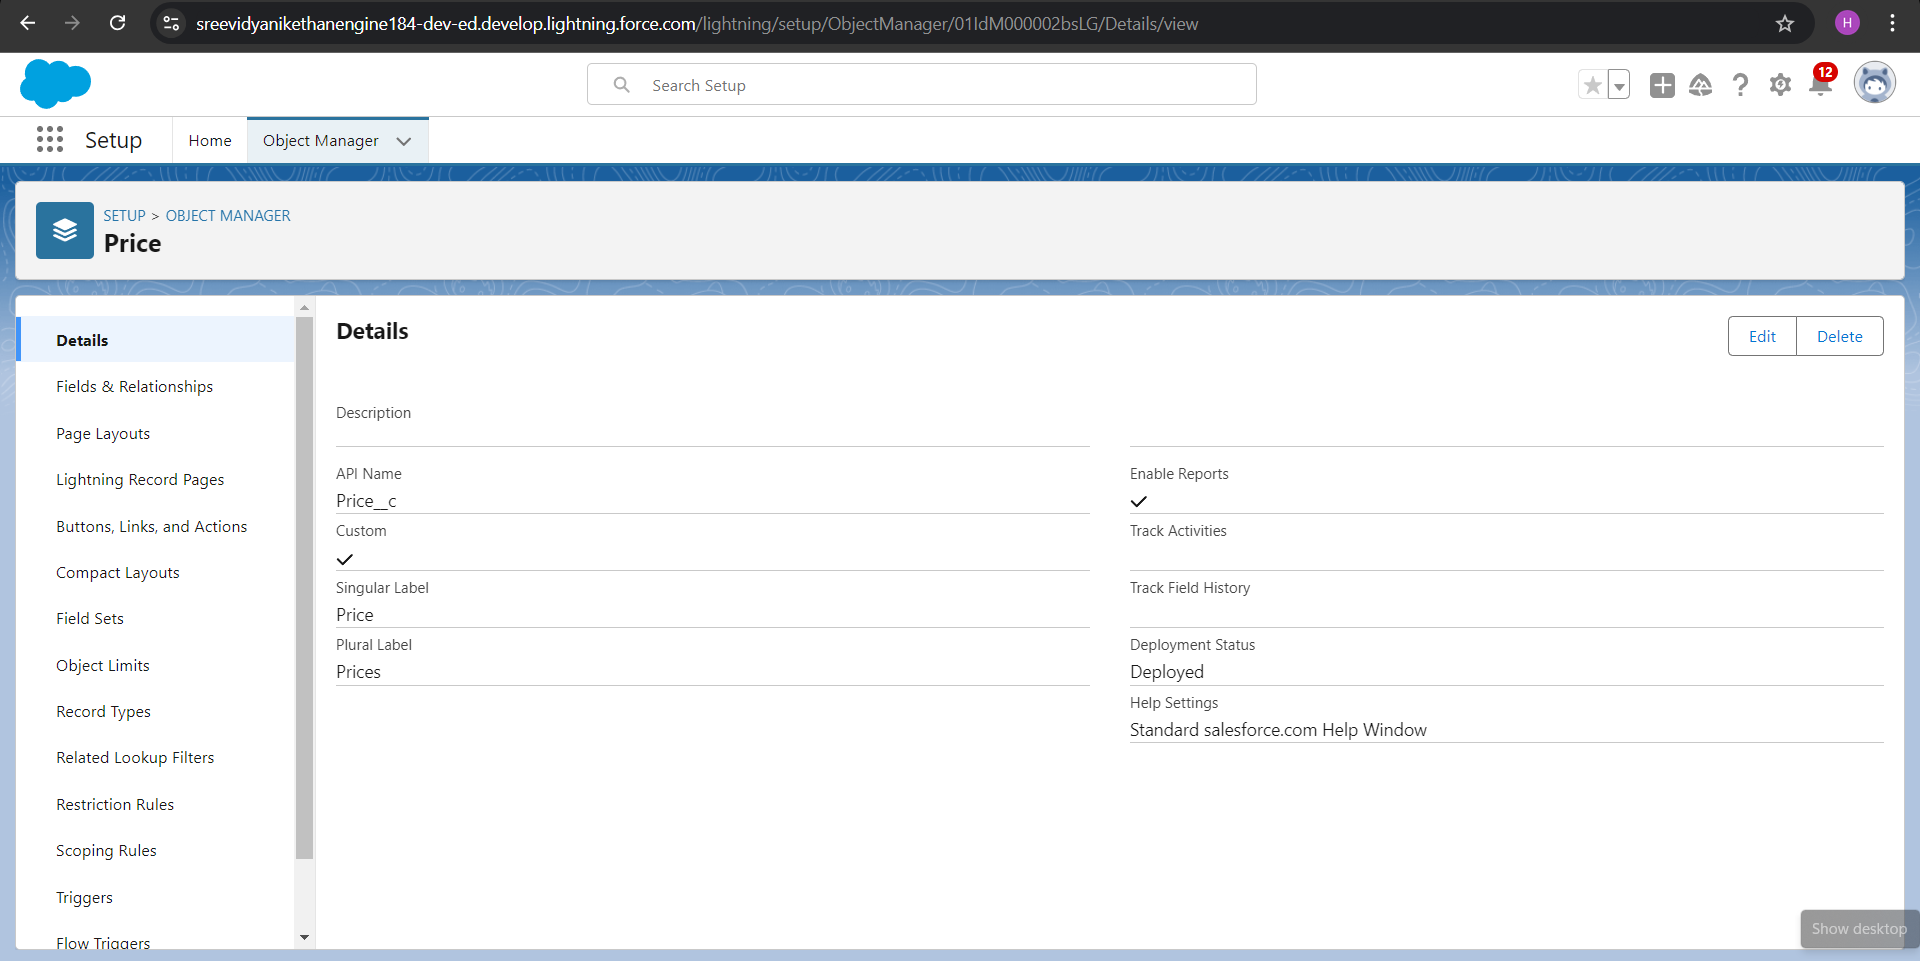 sreevidyanikethanengine184-dev-ed.develop.lightning.force.com/lightning/setup/ObjectManager/01IdM000002bsLG/Details/view
H
Search Setup
12
Setup
Home
Object Manager
SETUP > OBJECT MANAGER
Price
Details
Fields & Relationships
Page Layouts
Lightning Record Pages
Buttons, Links, and Actions
Compact Layouts
Field Sets
Object Limits
Record Types
Related Lookup Filters
Restriction Rules
Scoping Rules
Triggers
Flow Triggers
Details
Edit
Delete
Description
API Name
Price__c
Custom
Singular Label
Price
Plural Label
Prices
Enable Reports
Track Activities
Track Field History
Deployment Status
Deployed
Help Settings
Standard salesforce.com Help Window
Show desktop